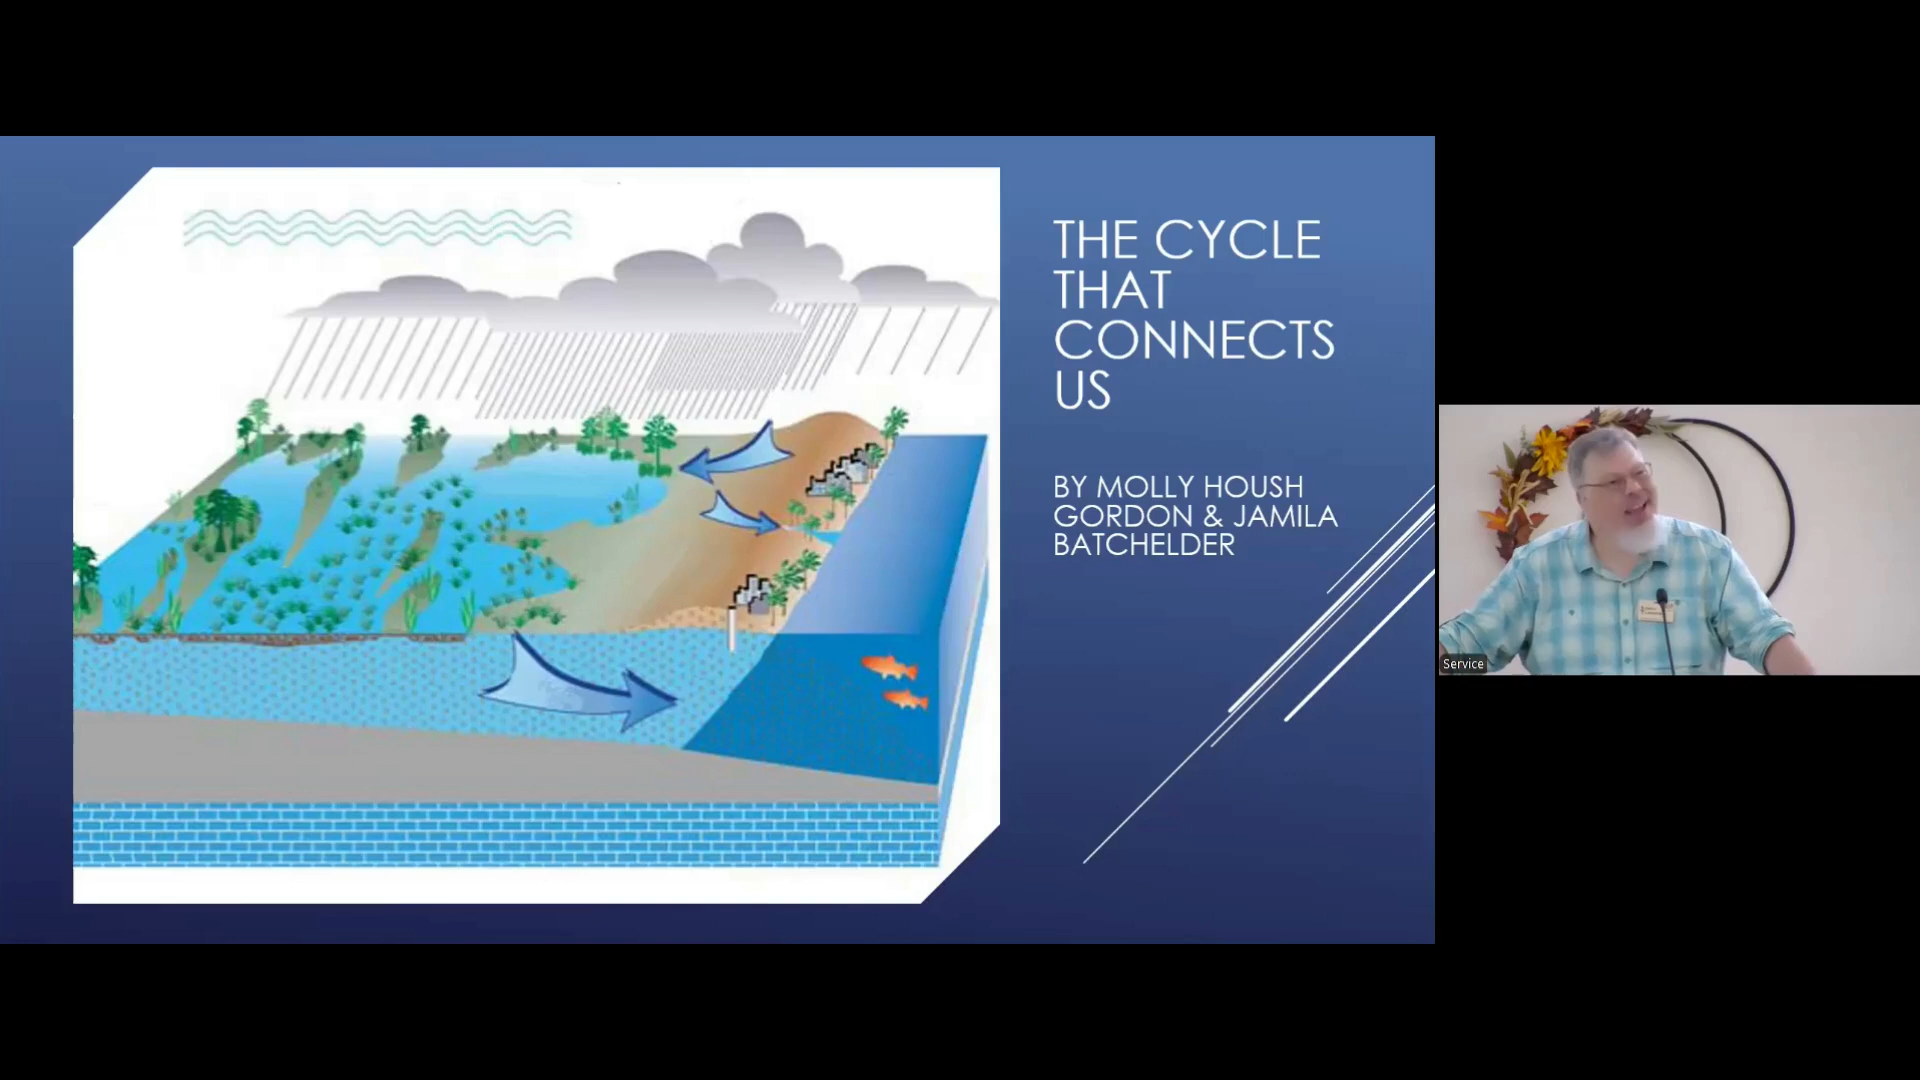 THE CYCLE
THAT
CONNECTS
US
BY MOLLY HOUSH
GORDON & JAMILA
BATCHELDER
Service